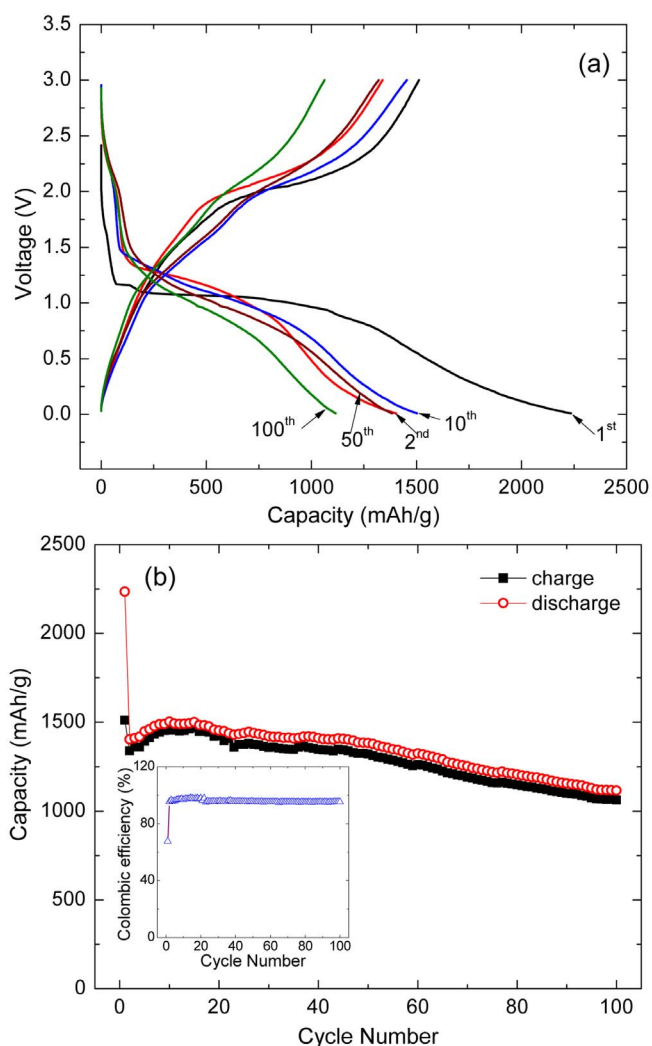 (a)
3.5
3.0
2.5
2.0
1.5
1.0
0.5
0.0
Voltage (V)
100th
50th
2nd
10th
1st
0 500 1000 1500 2000 2500
Capacity (mAh/g)
(b)
charge
discharge
2500
2000
1500
1000
500
0
Capacity (mAh/g)
120
80
40
0
Colombic efficiency (%)
0 20 40 60 80 100
Cycle Number
0 20 40 60 80 100
Cycle Number